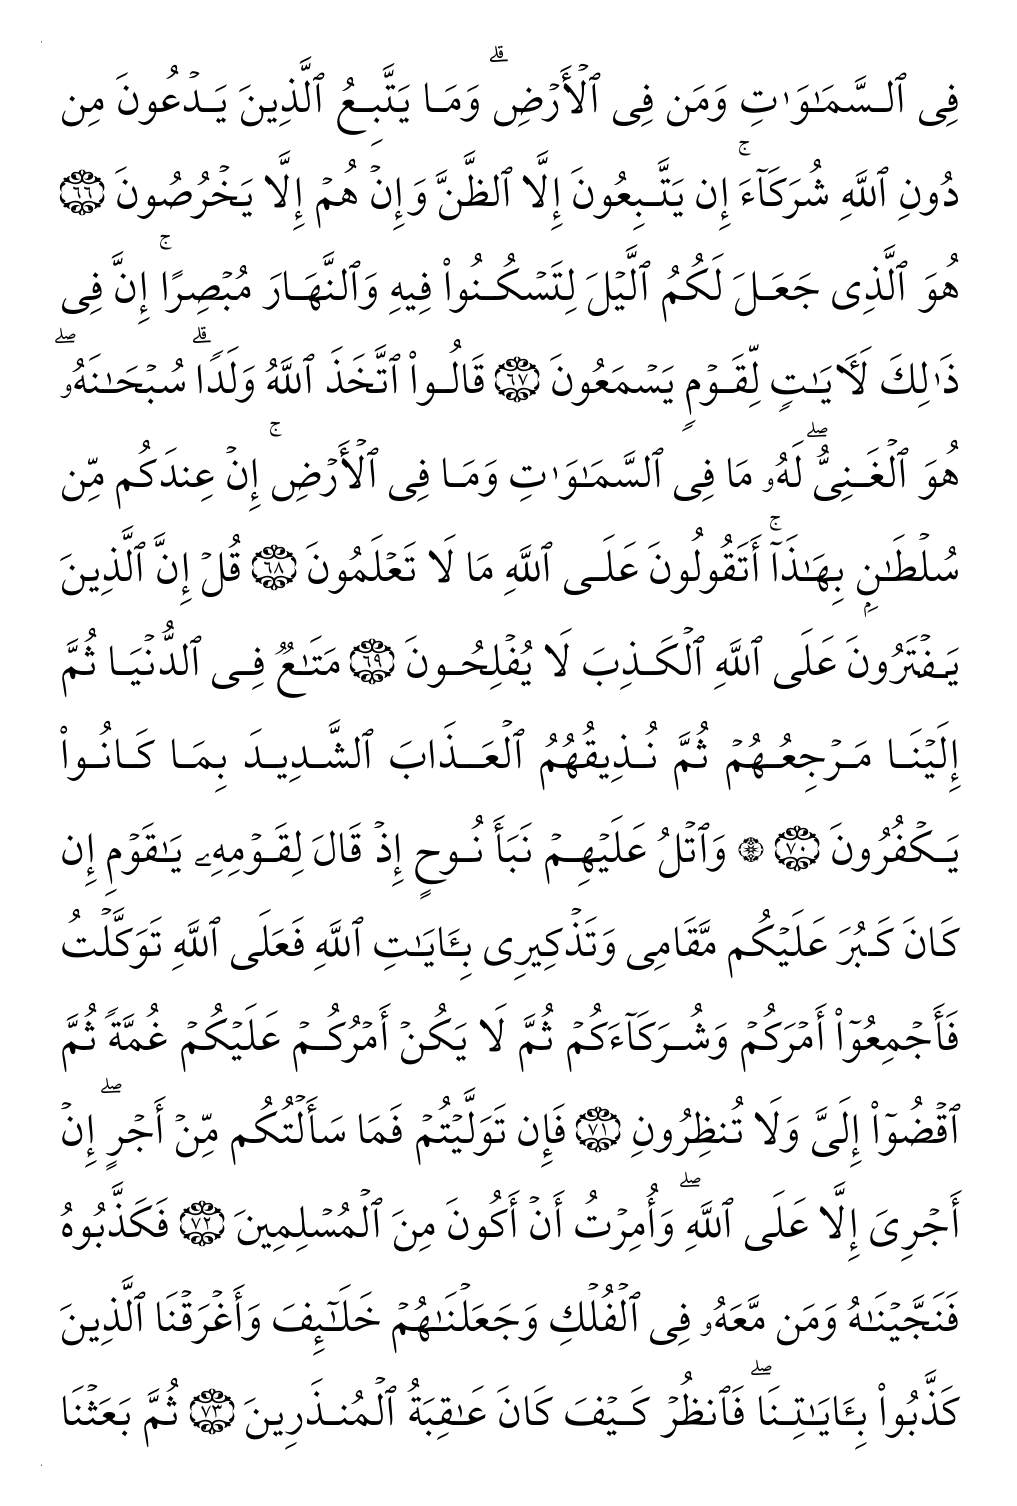 فِى ٱلسَّمَٰوَٰتِ وَمَن فِى ٱلْأَرْضِ ۗ وَمَا يَتَّبِعُ ٱلَّذِينَ يَدْعُونَ مِن
دُونِ ٱللَّهِ شُرَكَآءَ ۚ إِن يَتَّبِعُونَ إِلَّا ٱلظَّنَّ وَإِنْ هُمْ إِلَّا يَخْرُصُونَ ٦٦
هُوَ ٱلَّذِى جَعَلَ لَكُمُ ٱلَّيْلَ لِتَسْكُنُوا۟ فِيهِ وَٱلنَّهَارَ مُبْصِرًا ۚ إِنَّ فِى
ذَٰلِكَ لَـَٔايَٰتٍ لِّقَوْمٍ يَسْمَعُونَ ٦٧ قَالُوا۟ ٱتَّخَذَ ٱللَّهُ وَلَدًا ۗ سُبْحَٰنَهُۥ ۖ
هُوَ ٱلْغَنِىُّ ۖ لَهُۥ مَا فِى ٱلسَّمَٰوَٰتِ وَمَا فِى ٱلْأَرْضِ ۚ إِنْ عِندَكُم مِّن
سُلْطَٰنٍۭ بِهَٰذَآ ۚ أَتَقُولُونَ عَلَى ٱللَّهِ مَا لَا تَعْلَمُونَ ٦٨ قُلْ إِنَّ ٱلَّذِينَ
يَفْتَرُونَ عَلَى ٱللَّهِ ٱلْكَذِبَ لَا يُفْلِحُونَ ٦٩ مَتَٰعٌ فِى ٱلدُّنْيَا ثُمَّ
إِلَيْنَا مَرْجِعُهُمْ ثُمَّ نُذِيقُهُمُ ٱلْعَذَابَ ٱلشَّدِيدَ بِمَا كَانُوا۟
يَكْفُرُونَ ٧٠ ۞ وَٱتْلُ عَلَيْهِمْ نَبَأَ نُوحٍ إِذْ قَالَ لِقَوْمِهِۦ يَٰقَوْمِ إِن
كَانَ كَبُرَ عَلَيْكُم مَّقَامِى وَتَذْكِيرِى بِـَٔايَٰتِ ٱللَّهِ فَعَلَى ٱللَّهِ تَوَكَّلْتُ
فَأَجْمِعُوٓا۟ أَمْرَكُمْ وَشُرَكَآءَكُمْ ثُمَّ لَا يَكُنْ أَمْرُكُمْ عَلَيْكُمْ غُمَّةً ثُمَّ
ٱقْضُوٓا۟ إِلَىَّ وَلَا تُنظِرُونِ ٧١ فَإِن تَوَلَّيْتُمْ فَمَا سَأَلْتُكُم مِّنْ أَجْرٍ ۖ إِنْ
أَجْرِىَ إِلَّا عَلَى ٱللَّهِ ۖ وَأُمِرْتُ أَنْ أَكُونَ مِنَ ٱلْمُسْلِمِينَ ٧٢ فَكَذَّبُوهُ
فَنَجَّيْنَٰهُ وَمَن مَّعَهُۥ فِى ٱلْفُلْكِ وَجَعَلْنَٰهُمْ خَلَٰٓئِفَ وَأَغْرَقْنَا ٱلَّذِينَ
كَذَّبُوا۟ بِـَٔايَٰتِنَا ۖ فَٱنظُرْ كَيْفَ كَانَ عَٰقِبَةُ ٱلْمُنذَرِينَ ٧٣ ثُمَّ بَعَثْنَا